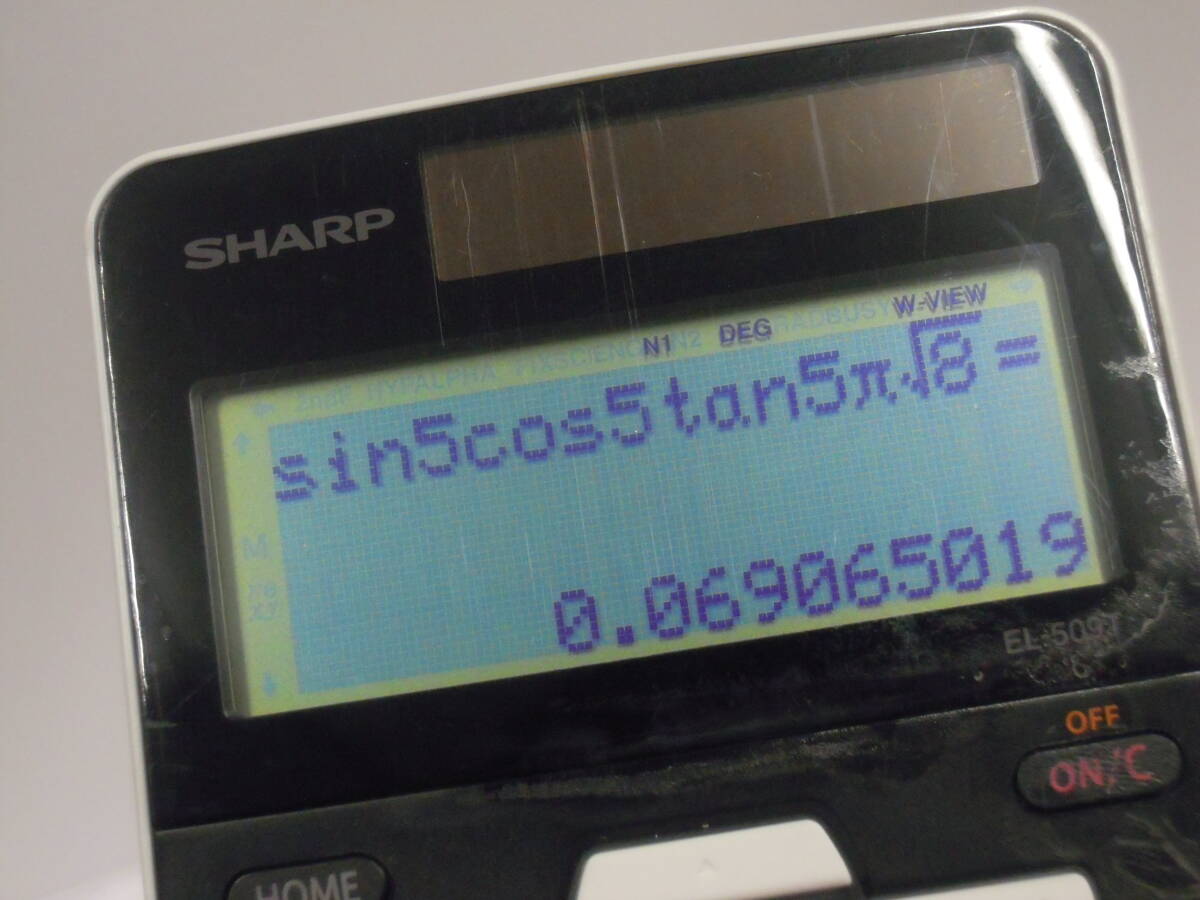 SHARP
N1 DEG W-VIEW
sin5cos5tan5π√8=
0.069065019
EL-509T
OFF
ON/C
HOME